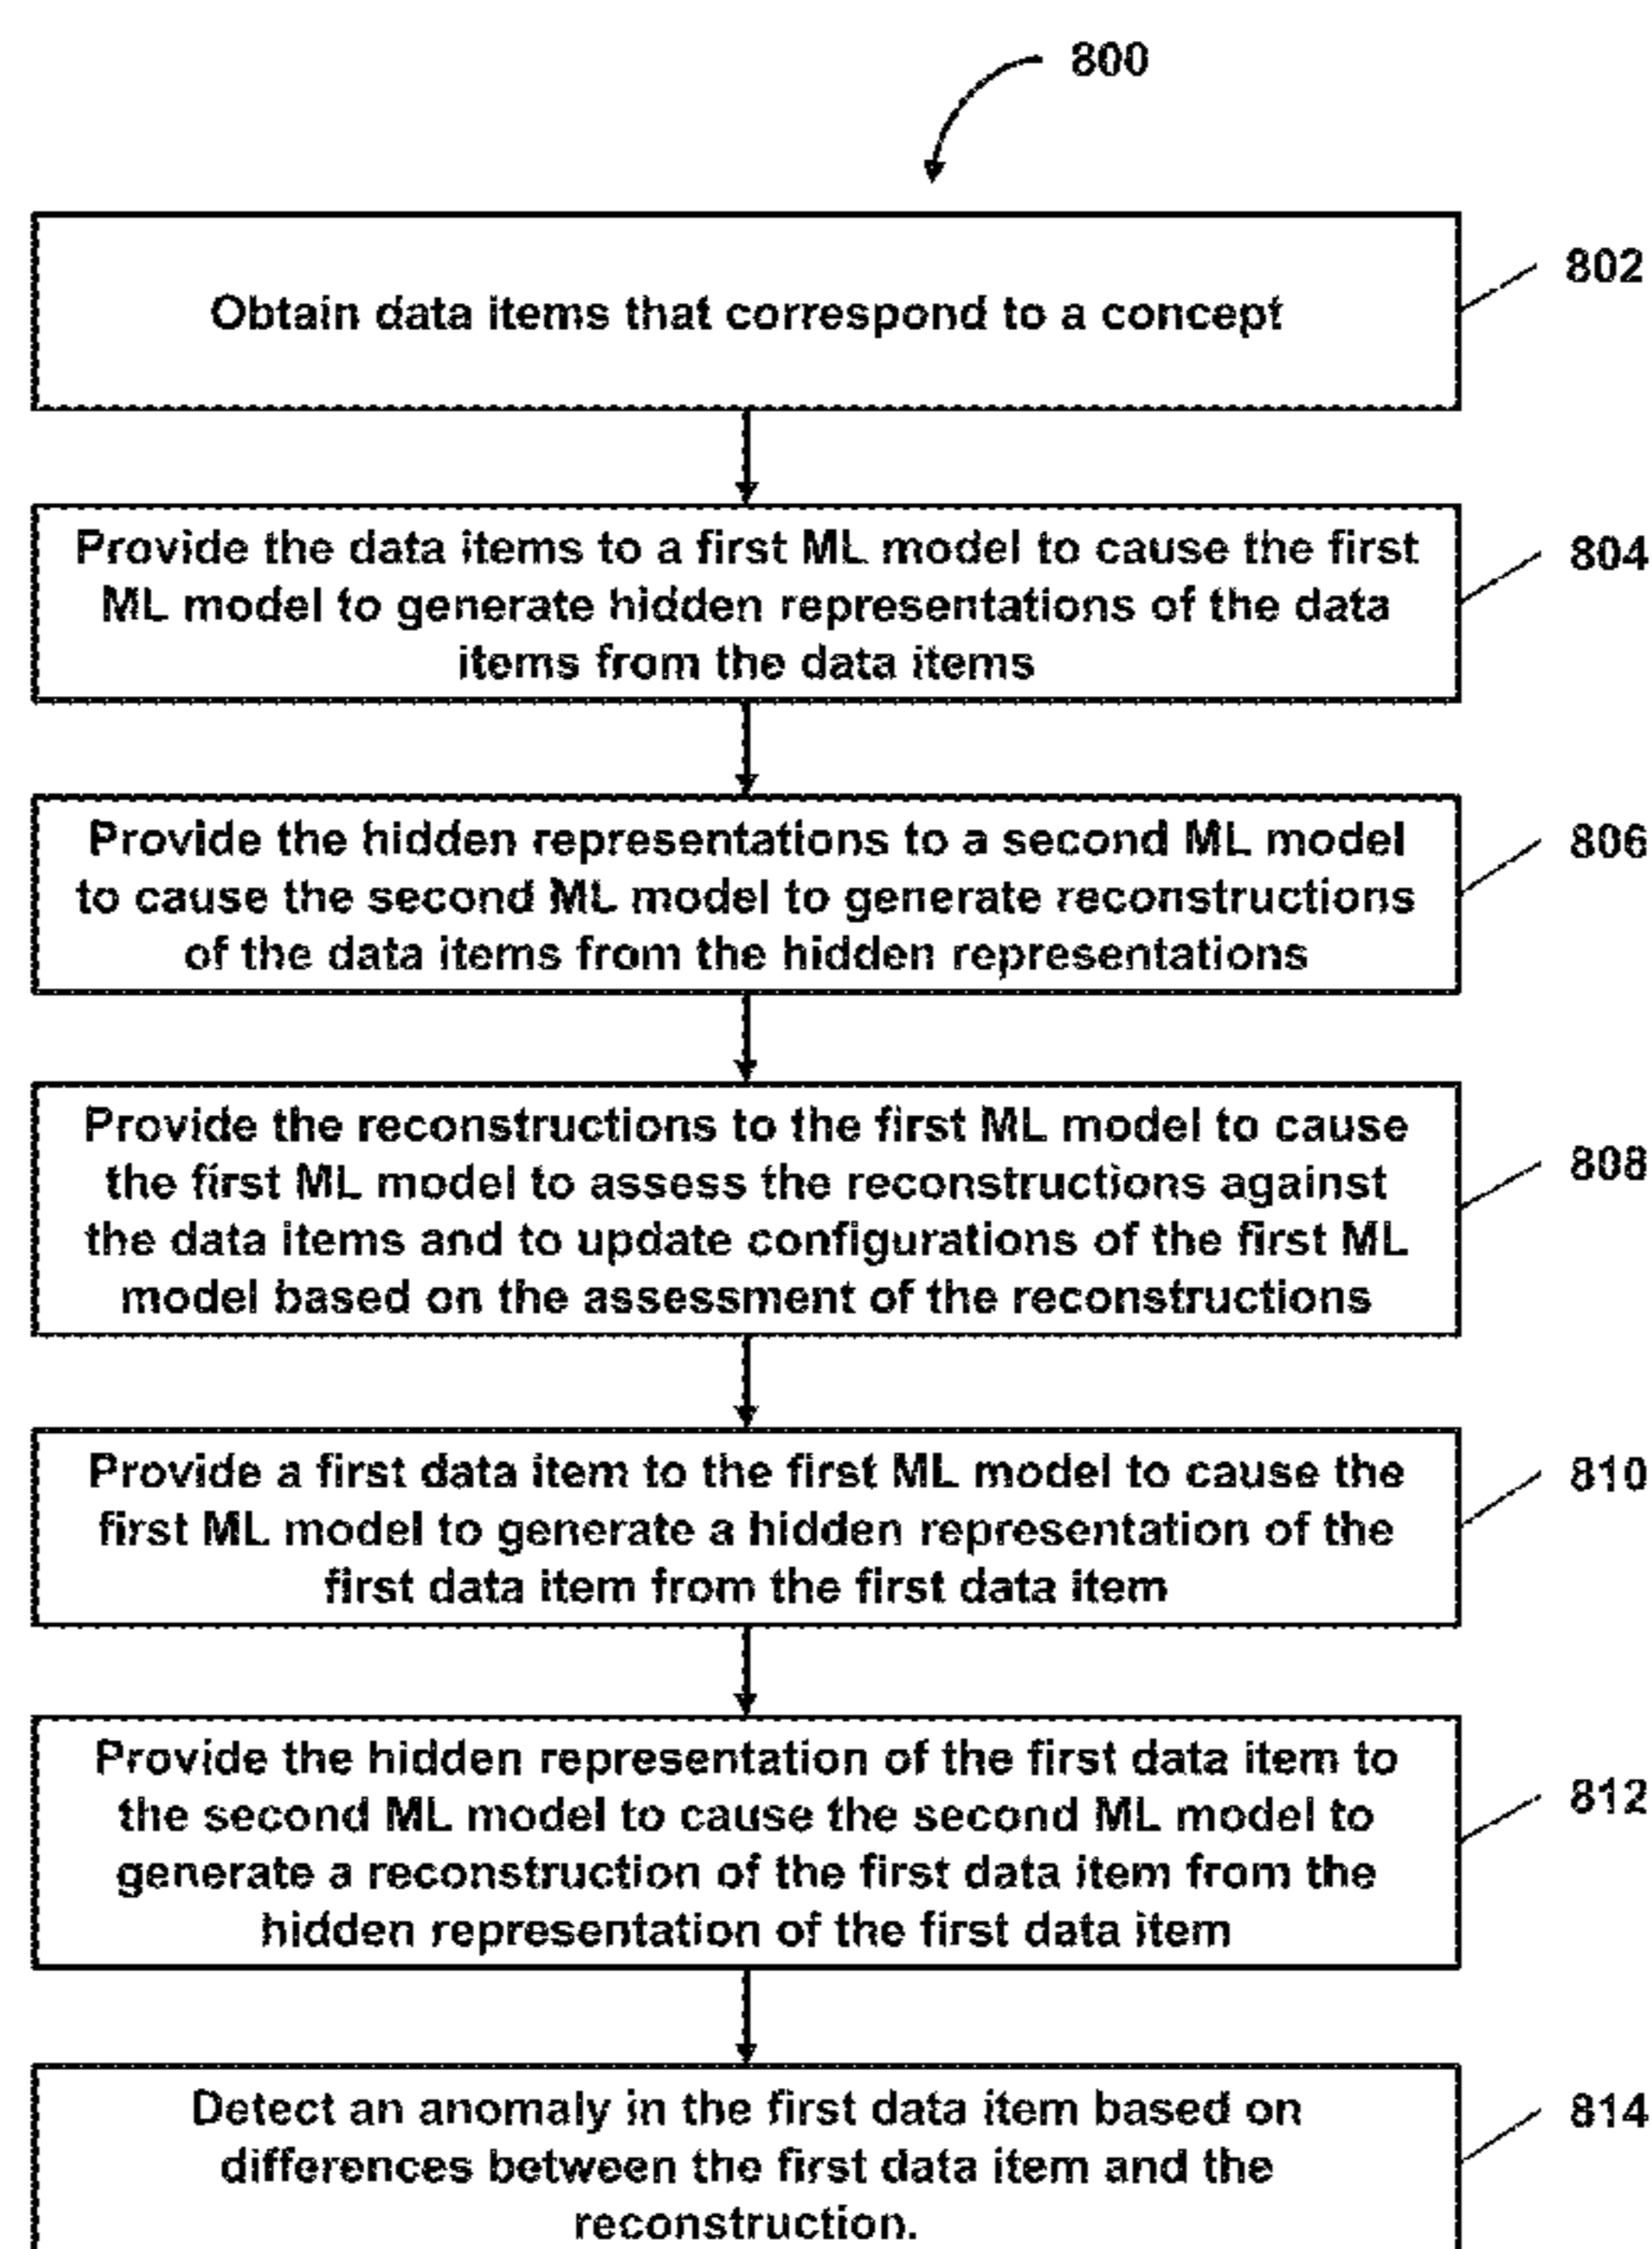 800
Obtain data items that correspond to a concept
802
Provide the data items to a first ML model to cause the first
ML model to generate hidden representations of the data
items from the data items
804
Provide the hidden representations to a second ML model
to cause the second ML model to generate reconstructions
of the data items from the hidden representations
806
Provide the reconstructions to the first ML model to cause
the first ML model to assess the reconstructions against
the data items and to update configurations of the first ML
model based on the assessment of the reconstructions
808
Provide a first data item to the first ML model to cause the
first ML model to generate a hidden representation of the
first data item from the first data item
810
Provide the hidden representation of the first data item to
the second ML model to cause the second ML model to
generate a reconstruction of the first data item from the
hidden representation of the first data item
812
Detect an anomaly in the first data item based on
differences between the first data item and the
reconstruction.
814